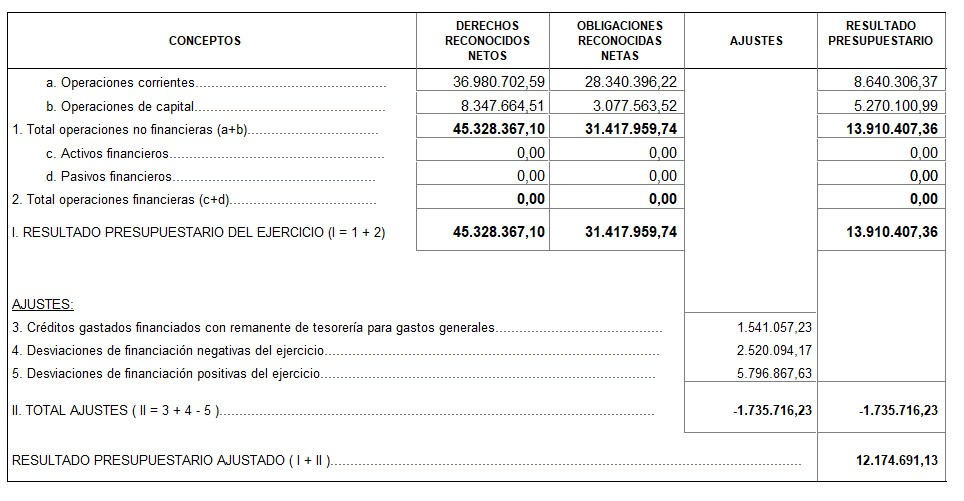 CONCEPTOS DERECHOS RECONOCIDOS NETOS OBLIGACIONES RECONOCIDAS NETAS AJUSTES RESULTADO PRESUPUESTARIO
a. Operaciones corrientes 36.980.702,59 28.340.396,22 8.640.306,37
b. Operaciones de capital 8.347.664,51 3.077.563,52 5.270.100,99
1. Total operaciones no financieras (a+b) 45.328.367,10 31.417.959,74 13.910.407,36
c. Activos financieros 0,00 0,00 0,00
d. Pasivos financieros 0,00 0,00 0,00
2. Total operaciones financieras (c+d) 0,00 0,00 0,00
I. RESULTADO PRESUPUESTARIO DEL EJERCICIO (I = 1 + 2) 45.328.367,10 31.417.959,74 13.910.407,36
AJUSTES:
3. Créditos gastados financiados con remanente de tesorería para gastos generales 1.541.057,23
4. Desviaciones de financiación negativas del ejercicio 2.520.094,17
5. Desviaciones de financiación positivas del ejercicio 5.796.867,63
II. TOTAL AJUSTES ( II = 3 + 4 - 5 ) -1.735.716,23 -1.735.716,23
RESULTADO PRESUPUESTARIO AJUSTADO ( I + II ) 12.174.691,13